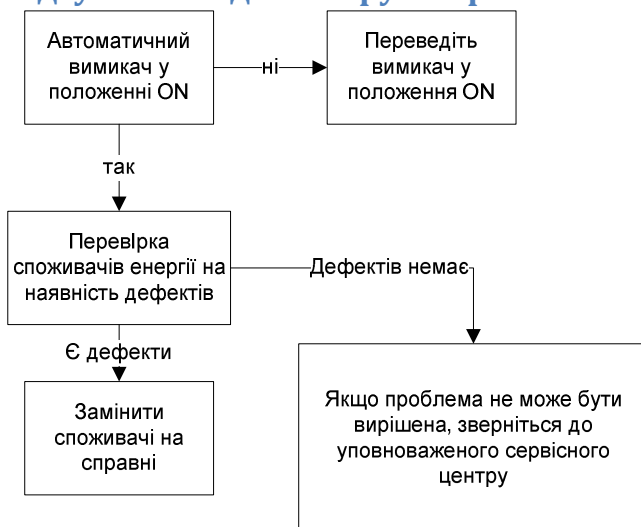 Автоматичний
вимикач у
положенні ON
ні
Переведіть
вимикач у
положення ON
так
ПеревІрка
споживачів енергії на
наявність дефектів
Дефектів немає
Є дефекти
Замінити
споживачі на
справні
Якщо проблема не може бути
вирішена, зверніться до
уповноваженого сервісного
центру